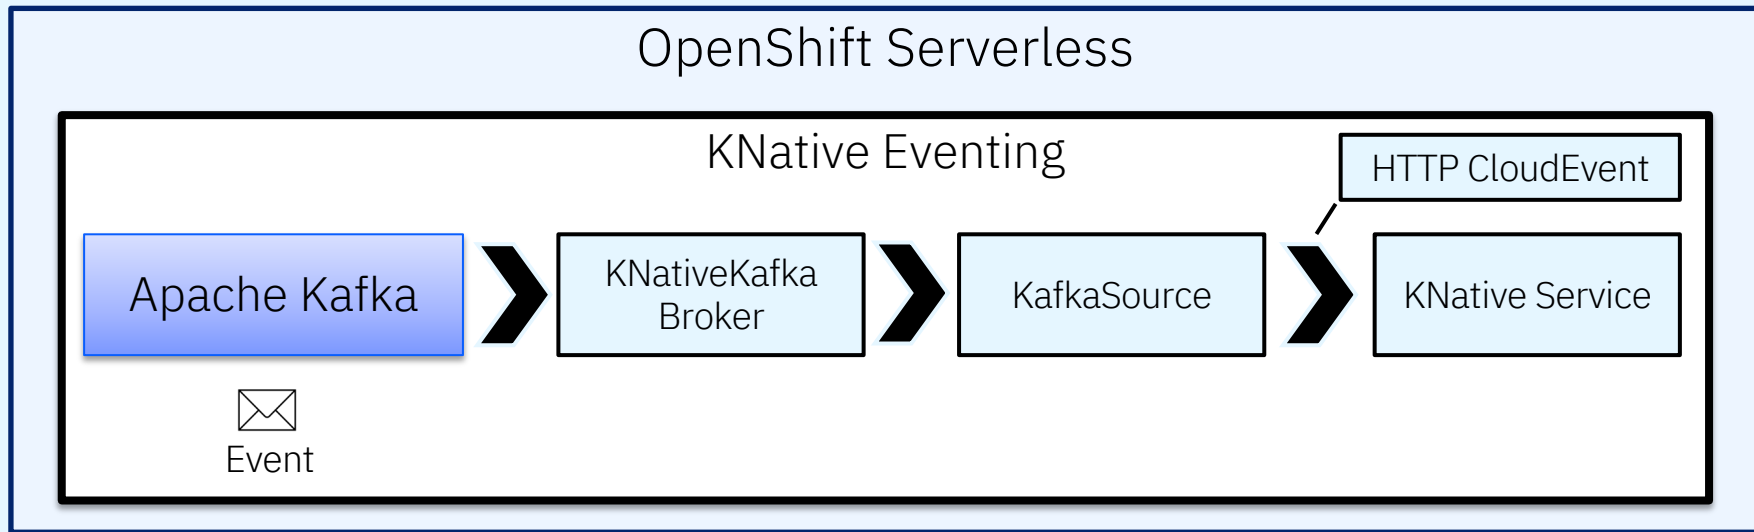 OpenShift Serverless
KNative Eventing
HTTP CloudEvent
Apache Kafka
KNativeKafka
Broker
KafkaSource
KNative Service
Event